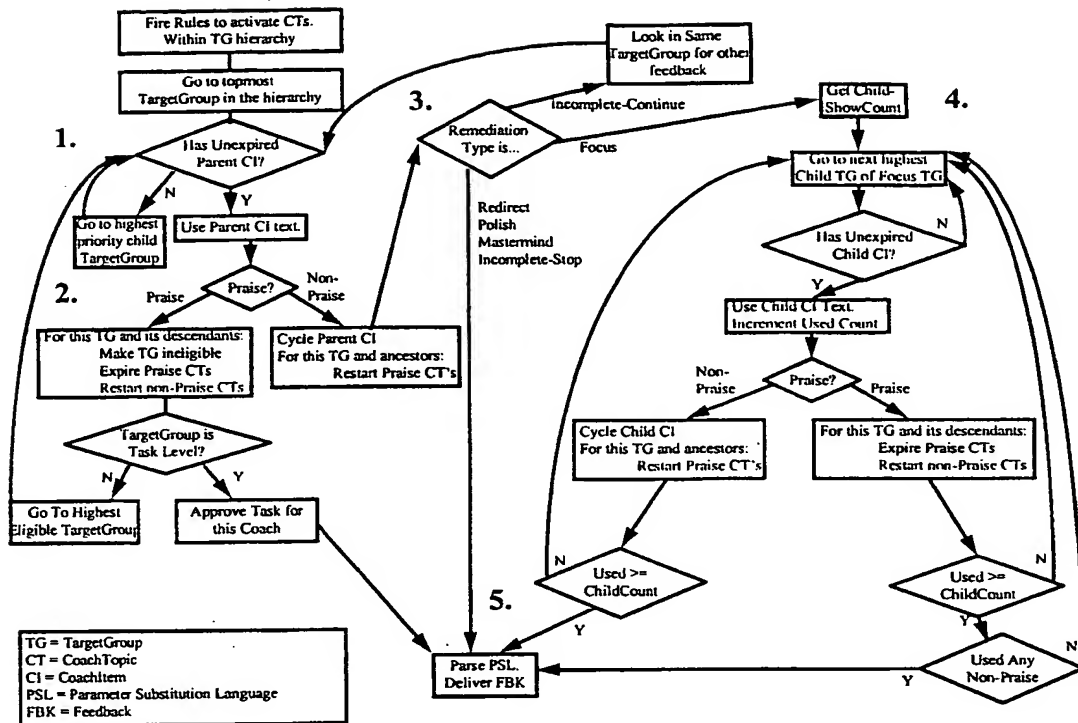 Fire Rules to activate CTs.
Within TG hierarchy
Go to topmost
TargetGroup in the hierarchy
1.
Has Unexpired
Parent CI?
N
Y
Go to highest
priority child
TargetGroup
Use Parent CI text.
2.
Praise
Praise?
Non-
Praise
For this TG and its descendants:
Make TG ineligible
Expire Praise CTs
Restart non-Praise CTs
Cycle Parent CI
For this TG and ancestors:
Restart Praise CT's
TargetGroup is
Task Level?
N
Y
Go To Highest
Eligible TargetGroup
Approve Task for
this Coach
Look in Same
TargetGroup for other
feedback
3.
Incomplete-Continue
Remediation
Type is...
Focus
Redirect
Polish
Mastermind
Incomplete-Stop
4.
Get Child-
ShowCount
Go to next highest
Child TG of Focus TG
N
Has Unexpired
Child CI?
Y
Use Child CI Text.
Increment Used Count
Non-
Praise
Praise?
Praise
Cycle Child CI
For this TG and ancestors:
Restart Praise CT's
For this TG and its descendants:
Expire Praise CTs
Restart non-Praise CTs
N
Used >=
ChildCount
Y
N
Used >=
ChildCount
Y
N
Used Any
Non-Praise
Y
5.
Parse PSL.
Deliver FBK
TG = TargetGroup
CT = CoachTopic
CI = CoachItem
PSL = Parameter Substitution Language
FBK = Feedback